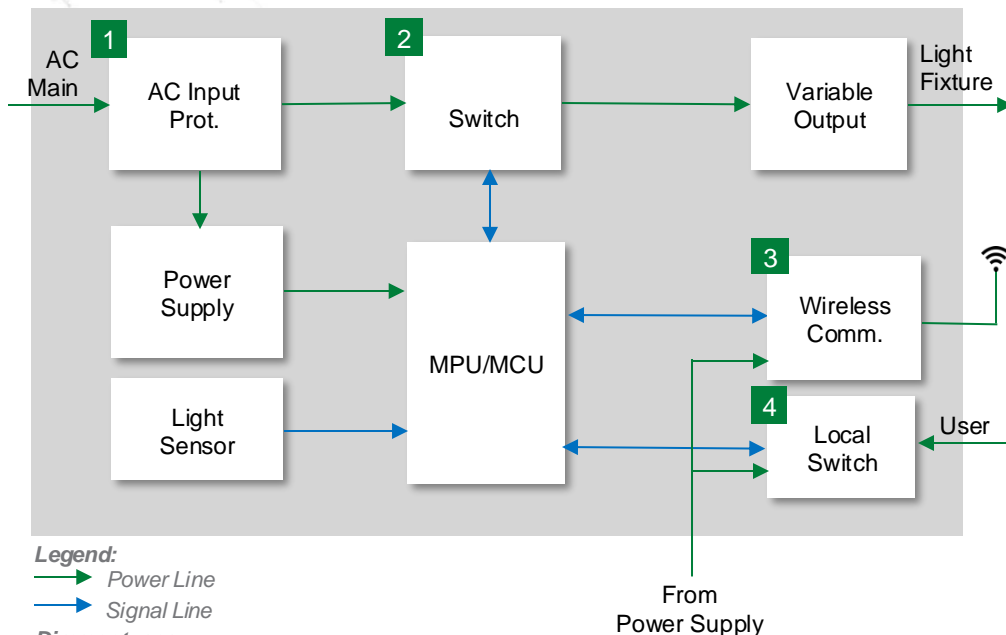 1
2
AC
Main
AC Input
Prot.
Switch
Variable
Output
Light
Fixture
Power
Supply
MPU/MCU
3
Wireless
Comm.
Light
Sensor
4
Local
Switch
User
Legend:
Power Line
Signal Line
From
Power Supply